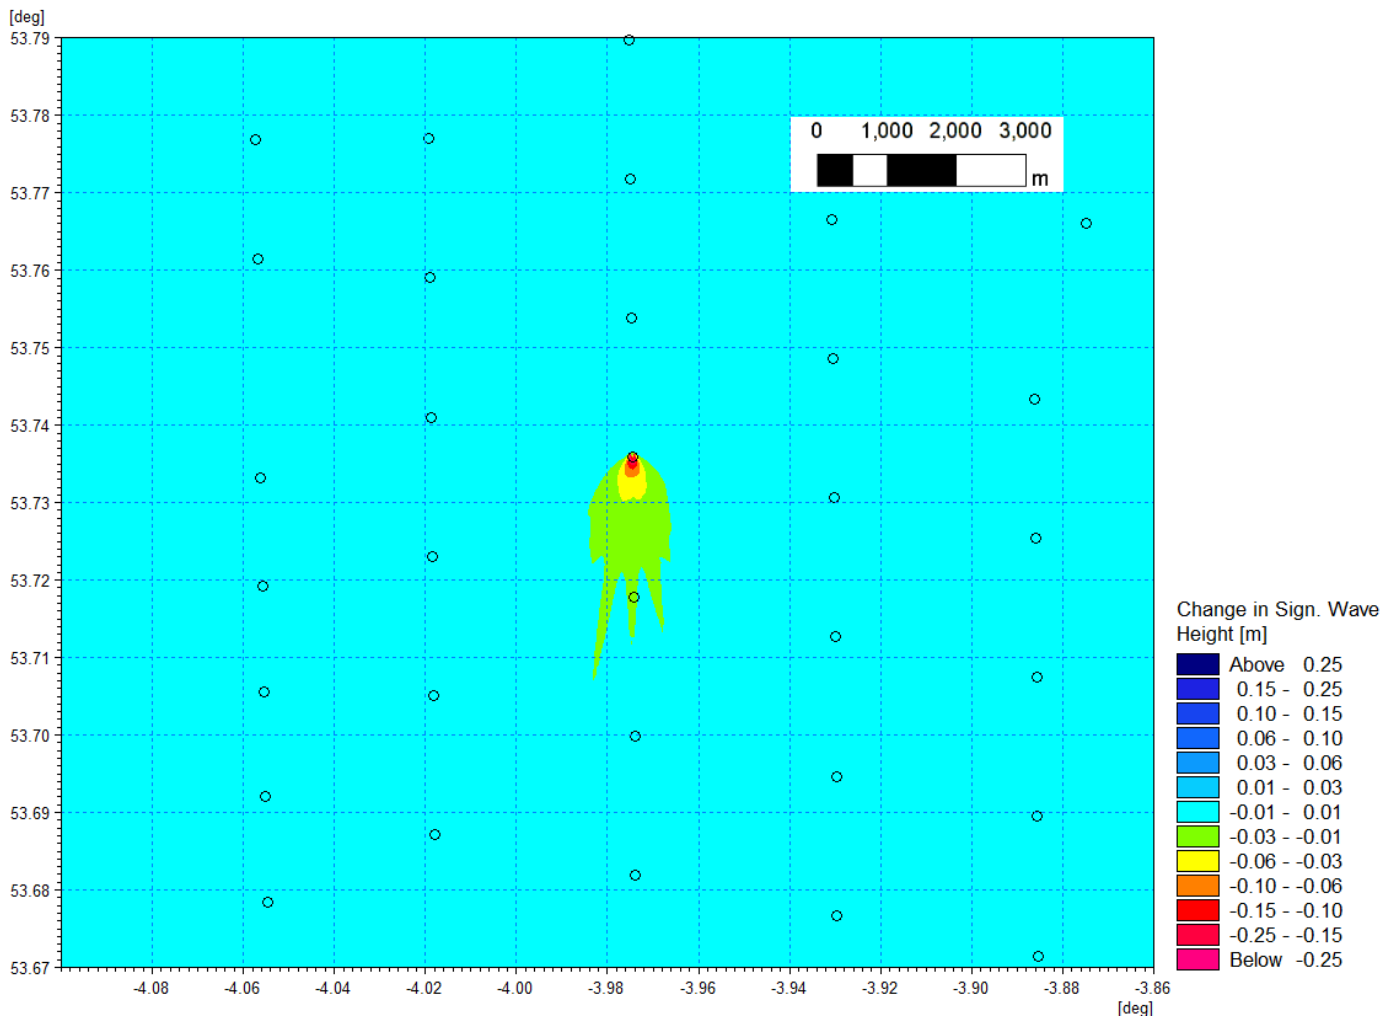 [deg]
53.79
53.78
53.77
53.76
53.75
53.74
53.73
53.72
53.71
53.70
53.69
53.68
53.67
0 1,000 2,000 3,000
m
-4.08 -4.06 -4.04 -4.02 -4.00 -3.98 -3.96 -3.94 -3.92 -3.90 -3.88 -3.86
[deg]
Change in Sign. Wave
Height [m]
Above 0.25
0.15 - 0.25
0.10 - 0.15
0.06 - 0.10
0.03 - 0.06
0.01 - 0.03
-0.01 - 0.01
-0.03 - -0.01
-0.06 - -0.03
-0.10 - -0.06
-0.15 - -0.10
-0.25 - -0.15
Below -0.25